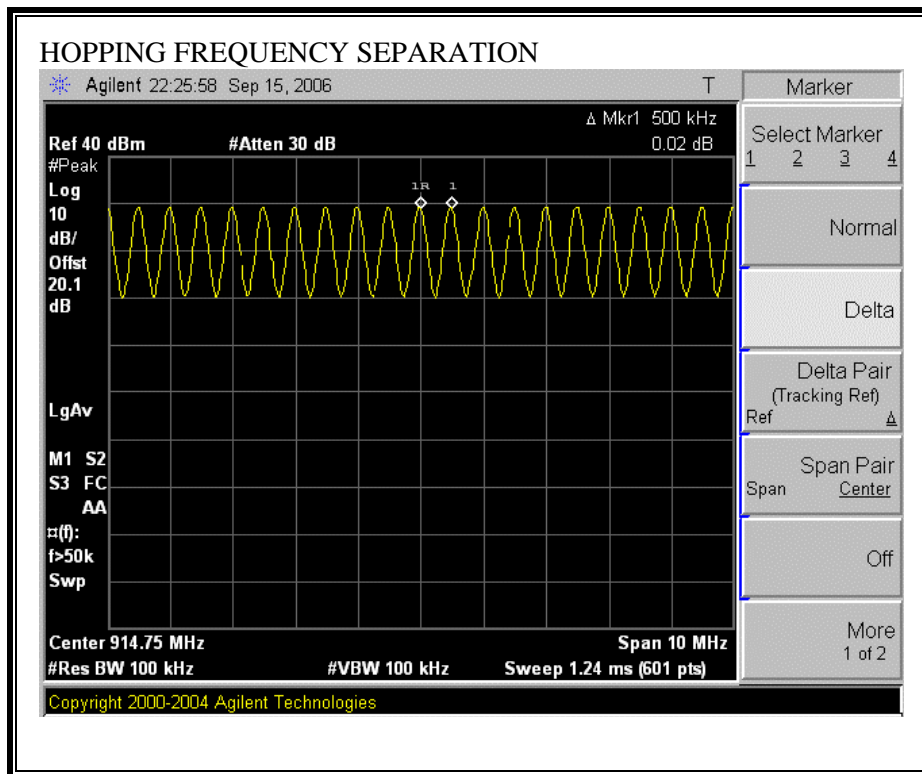 HOPPING FREQUENCY SEPARATION
Agilent 22:25:58 Sep 15, 2006 T
Δ Mkr1 500 kHz
Ref 40 dBm #Atten 30 dB 0.02 dB
#Peak
Log
10
dB/
Offst
20.1
dB
1R 1
LgAv
M1 S2
S3 FC
AA
¤(f):
f>50k
Swp
Center 914.75 MHz Span 10 MHz
#Res BW 100 kHz #VBW 100 kHz Sweep 1.24 ms (601 pts)
Copyright 2000-2004 Agilent Technologies
Marker
Select Marker
1 2 3 4
Normal
Delta
Delta Pair
(Tracking Ref)
Ref Δ
Span Pair
Span Center
Off
More
1 of 2